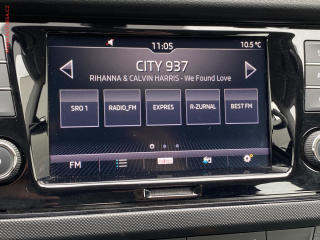 11:05
10.5 °C
CITY 937
RIHANNA & CALVIN HARRIS - We Found Love
SRO 1
RADIO_FM
EXPRES
R-ZURNAL
BEST FM
FM